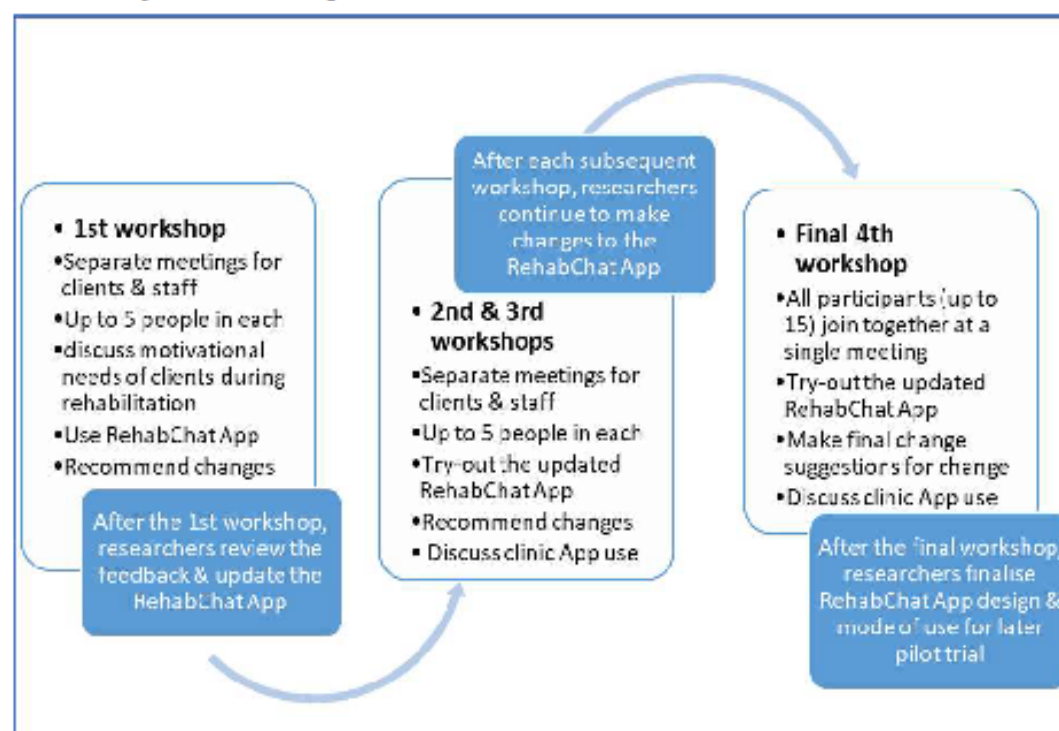 • 1st workshop
•Separate meetings for
clients & staff
•Up to 5 people in each
•discuss motivational
needs of clients during
rehabilitation
•Use RehabChat App
•Recommend changes
After the 1st workshop,
researchers review the
feedback & update the
RehabChat App
After each subsequent
workshop, researchers
continue to make
changes to the
RehabChat App
• 2nd & 3rd
workshops
•Separate meetings for
clients & staff
•Up to 5 people in each
•Try-out the updated
RehabChat App
•Recommend changes
• Discuss clinic App use
• Final 4th
workshop
•All participants (up to
15) join together at a
single meeting
•Try-out the updated
RehabChat App
•Make final change
suggestions for change
•Discuss clinic App use
After the final workshop,
researchers finalise
RehabChat App design &
mode of use for later
pilot trial